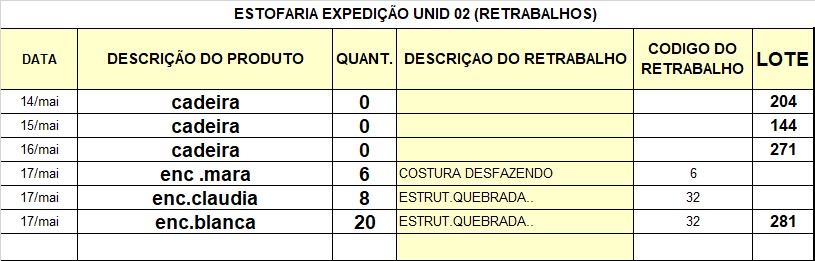 ESTOFARIA EXPEDIÇÃO UNID 02 (RETRABALHOS)
DATA DESCRIÇÃO DO PRODUTO QUANT. DESCRIÇAO DO RETRABALHO CODIGO DO RETRABALHO LOTE
14/mai cadeira 0 204
15/mai cadeira 0 144
16/mai cadeira 0 271
17/mai enc .mara 6 COSTURA DESFAZENDO 6
17/mai enc.claudia 8 ESTRUT.QUEBRADA.. 32
17/mai enc.blanca 20 ESTRUT.QUEBRADA.. 32 281